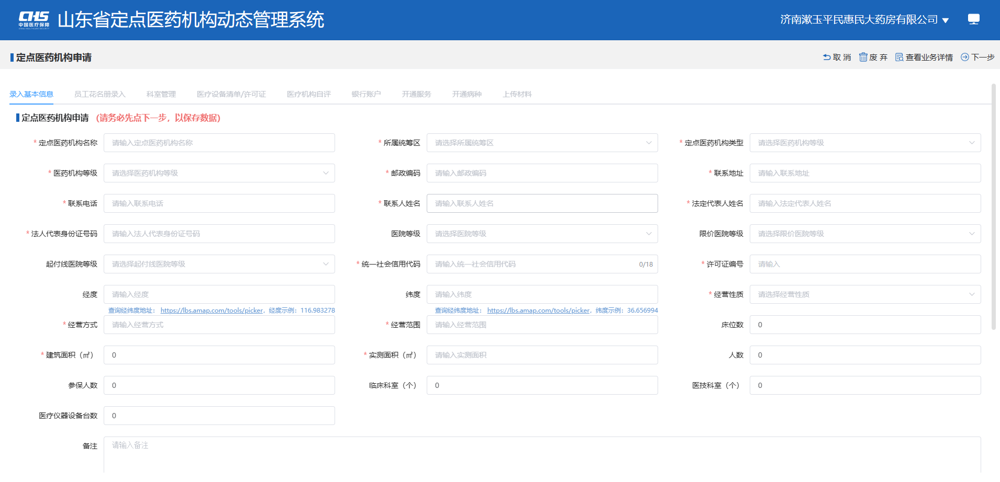 CHS
中国医疗保障
CHINA HEALTHCARE SECURITY
山东省定点医药机构动态管理系统
济南漱玉平民惠民大药房有限公司
定点医药机构申请
取 消 废 弃 查看业务详情 下一步
录入基本信息 员工花名册录入 科室管理 医疗设备清单/许可证 医疗机构自评 银行账户 开通服务 开通病种 上传材料
定点医药机构申请 (请务必先点下一步，以保存数据)
* 定点医药机构名称 请输入定点医药机构名称 * 所属统筹区 请选择所属统筹区 * 定点医药机构类型 请选择医药机构等级
* 医药机构等级 请选择医药机构等级 * 邮政编码 请输入邮政编码 * 联系地址 请输入联系地址
* 联系电话 请输入联系电话 * 联系人姓名 请输入联系人姓名 * 法定代表人姓名 请输入法定代表人姓名
* 法人代表身份证号码 请输入法人代表身份证号码 医院等级 请选择医院等级 限价医院等级 请选择限价医院等级
起付线医院等级 请选择起付线医院等级 * 统一社会信用代码 请输入统一社会信用代码 0/18 * 许可证编号 请输入
经度 请输入经度 纬度 请输入纬度 * 经营性质 请选择经营性质
查询经纬度地址： https://lbs.amap.com/tools/picker，经度示例：116.983278 查询经纬度地址： https://lbs.amap.com/tools/picker，纬度示例：36.656994
* 经营方式 请输入经营方式 * 经营范围 请输入经营范围 床位数 0
* 建筑面积（㎡） 0 * 实测面积（㎡） 请输入实测面积 人数 0
参保人数 0 临床科室（个） 0 医技科室（个） 0
医疗仪器设备台数 0
备注 请输入备注